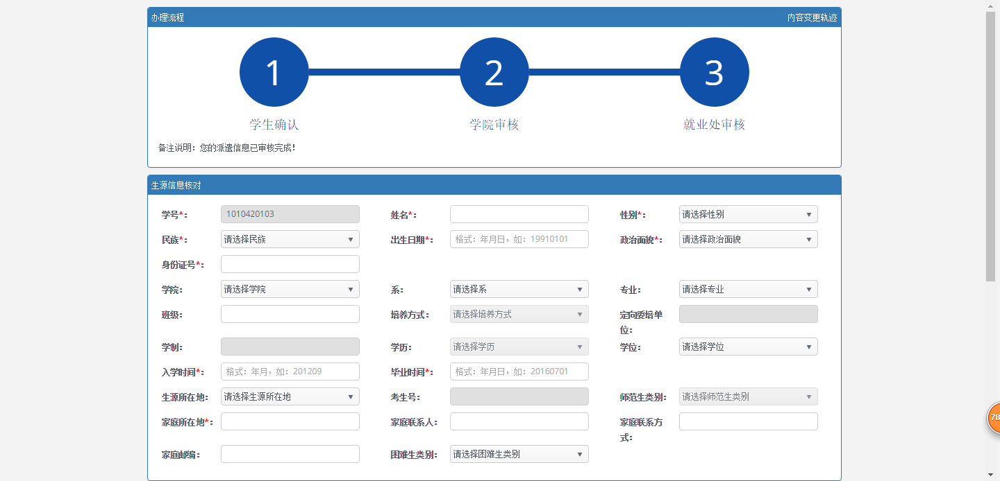 办理流程 内容变更轨迹
1 2 3
学生确认 学院审核 就业处审核
备注说明：您的派遣信息已审核完成！
生源信息核对
学号*： 1010420103 姓名*： 性别*： 请选择性别
民族*： 请选择民族 出生日期*： 格式：年月日，如：19910101 政治面貌*： 请选择政治面貌
身份证号*：
学院： 请选择学院 系： 请选择系 专业： 请选择专业
班级： 培养方式： 请选择培养方式 定向委培单
位：
学制： 学历： 请选择学历 学位： 请选择学位
入学时间*： 格式：年月，如：201209 毕业时间*： 格式：年月日，如：20160701
生源所在地： 请选择生源所在地 考生号： 师范生类别： 请选择师范生类别
家庭所在地*： 家庭联系人： 家庭联系方
式：
78
家庭邮编： 困难生类别： 请选择困难生类别